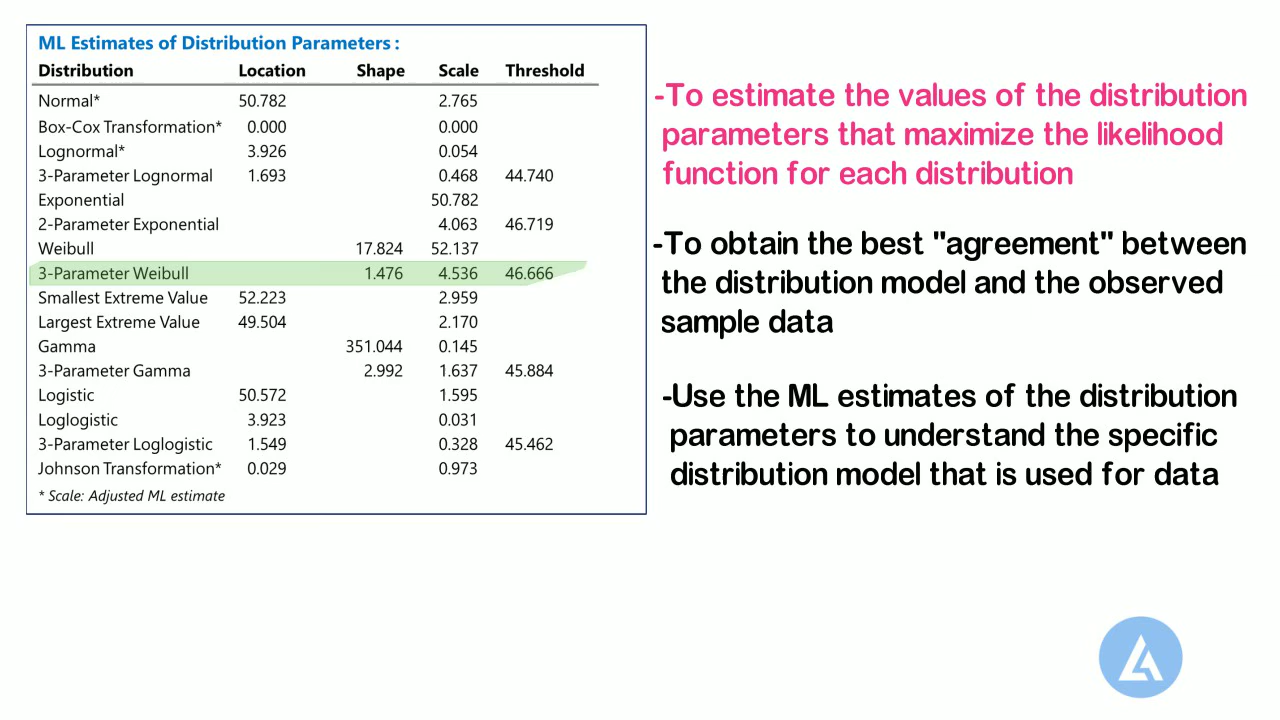 ML Estimates of Distribution Parameters :
Distribution Location Shape Scale Threshold
Normal* 50.782 2.765
Box-Cox Transformation* 0.000 0.000
Lognormal* 3.926 0.054
3-Parameter Lognormal 1.693 0.468 44.740
Exponential 50.782
2-Parameter Exponential 4.063 46.719
Weibull 17.824 52.137
3-Parameter Weibull 1.476 4.536 46.666
Smallest Extreme Value 52.223 2.959
Largest Extreme Value 49.504 2.170
Gamma 351.044 0.145
3-Parameter Gamma 2.992 1.637 45.884
Logistic 50.572 1.595
Loglogistic 3.923 0.031
3-Parameter Loglogistic 1.549 0.328 45.462
Johnson Transformation* 0.029 0.973
* Scale: Adjusted ML estimate
-To estimate the values of the distribution
parameters that maximize the likelihood
function for each distribution
-To obtain the best "agreement" between
the distribution model and the observed
sample data
-Use the ML estimates of the distribution
parameters to understand the specific
distribution model that is used for data